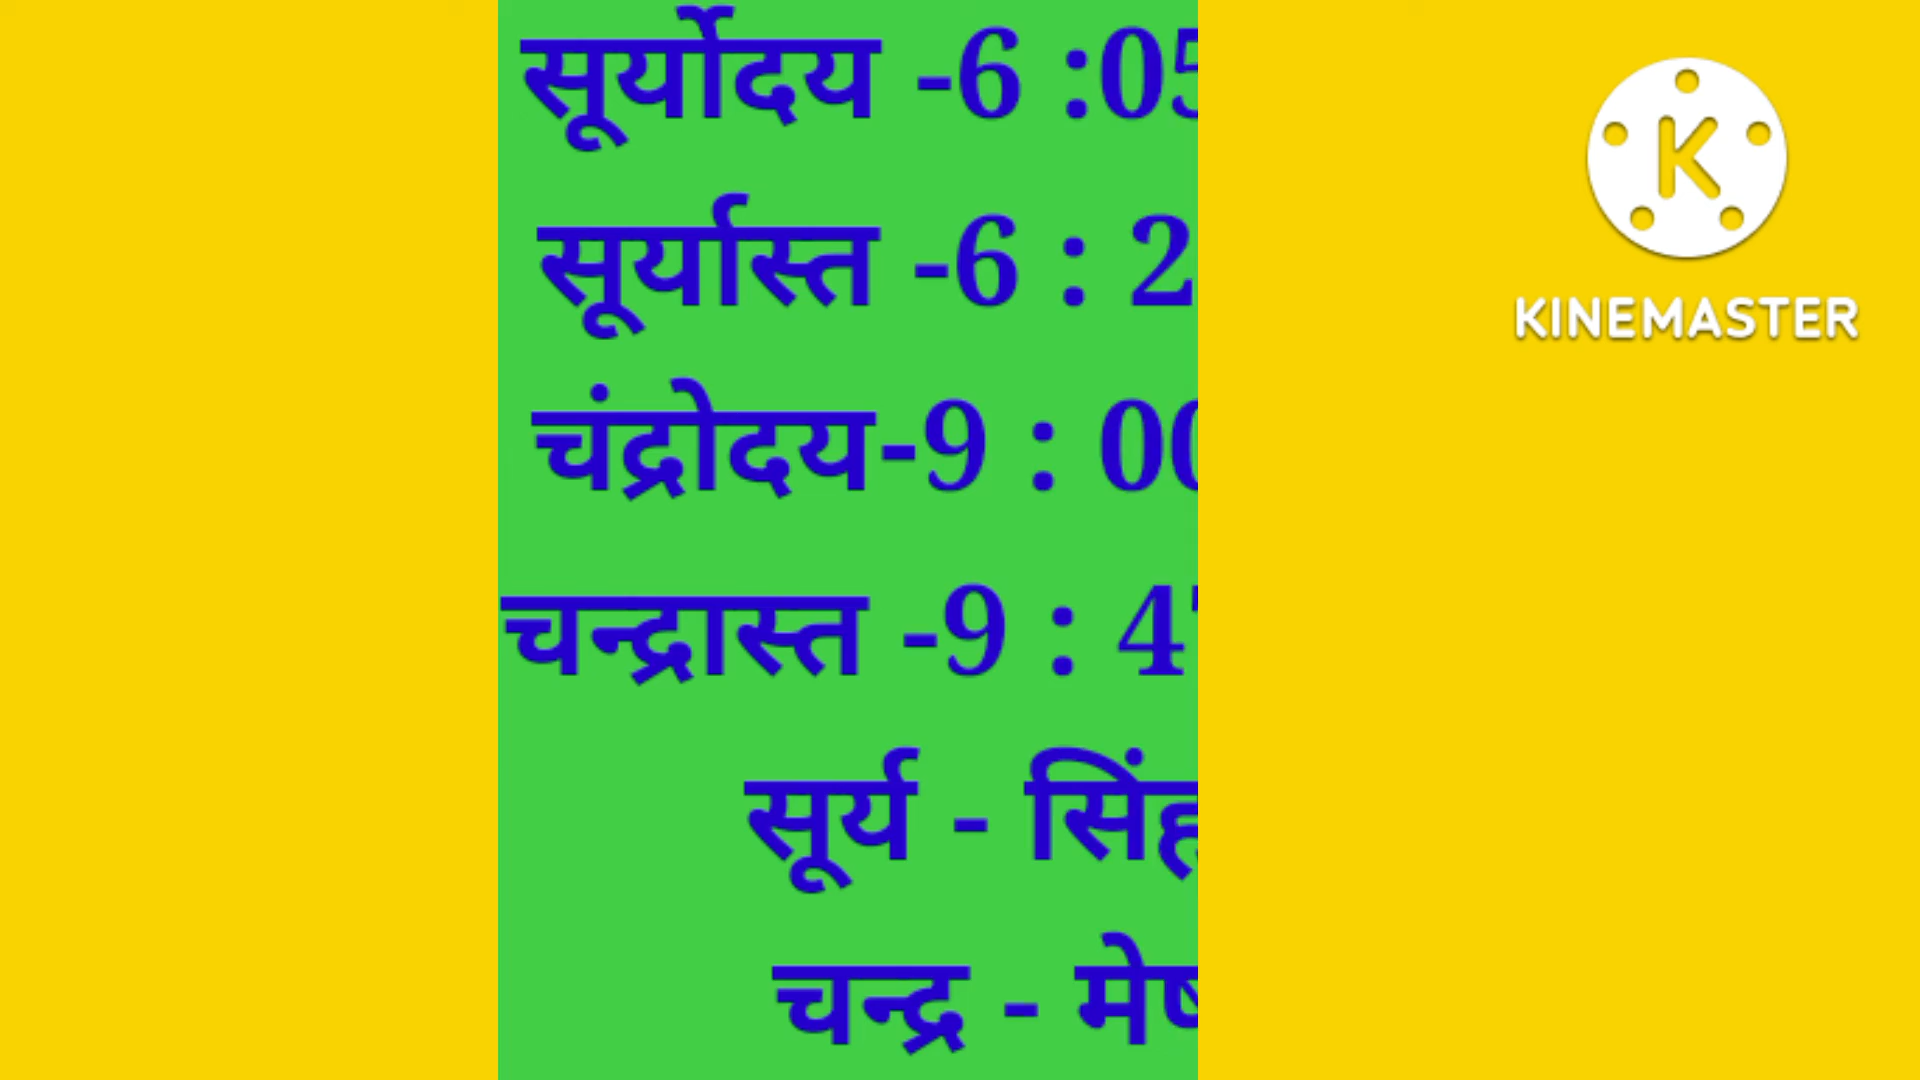 सूर्योदय -6 :05
सूर्यास्त -6 : 2
चंद्रोदय-9 : 00
चन्द्रास्त -9 : 4
सूर्य - सिंह
चन्द्र - मेष
KINEMASTER